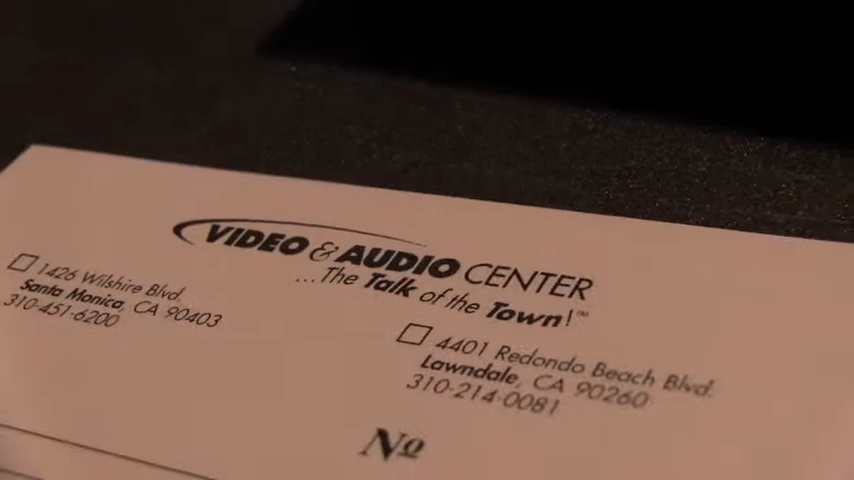 VIDEO & AUDIO CENTER
...The Talk of the Town!™
1426 Wilshire Blvd.
Santa Monica, CA 90403
310-451-6200
4401 Redondo Beach Blvd.
Lawndale, CA 90260
310-214-0081
No